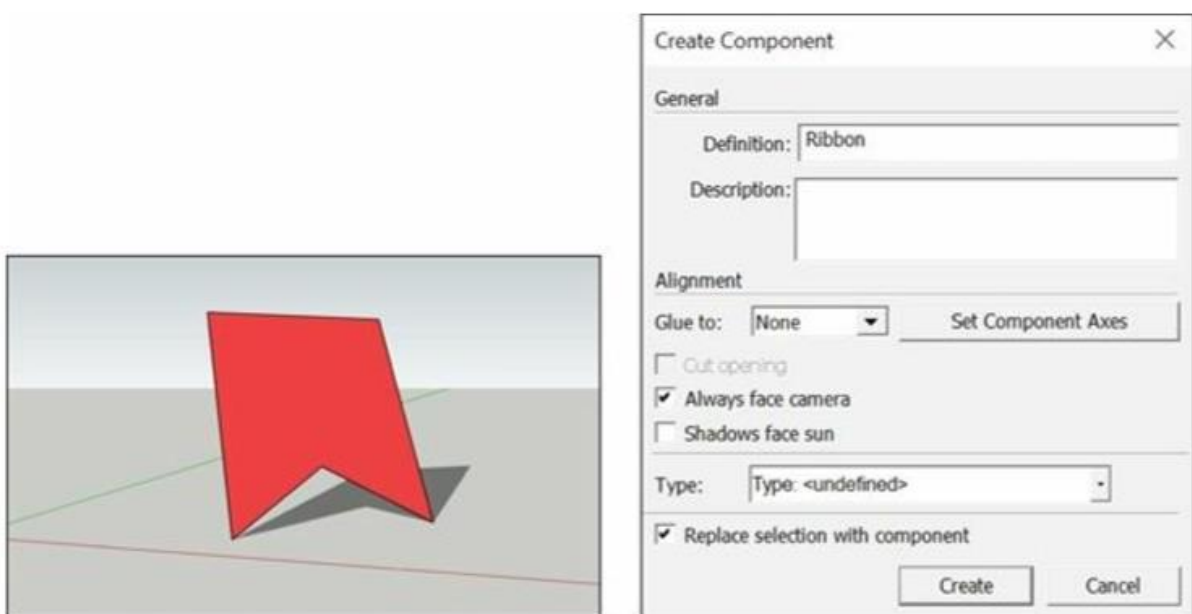 Create Component
General
Definition: Ribbon
Description:
Alignment
Glue to: None Set Component Axes
Cut opening
Always face camera
Shadows face sun
Type: Type: <undefined>
Replace selection with component
Create Cancel